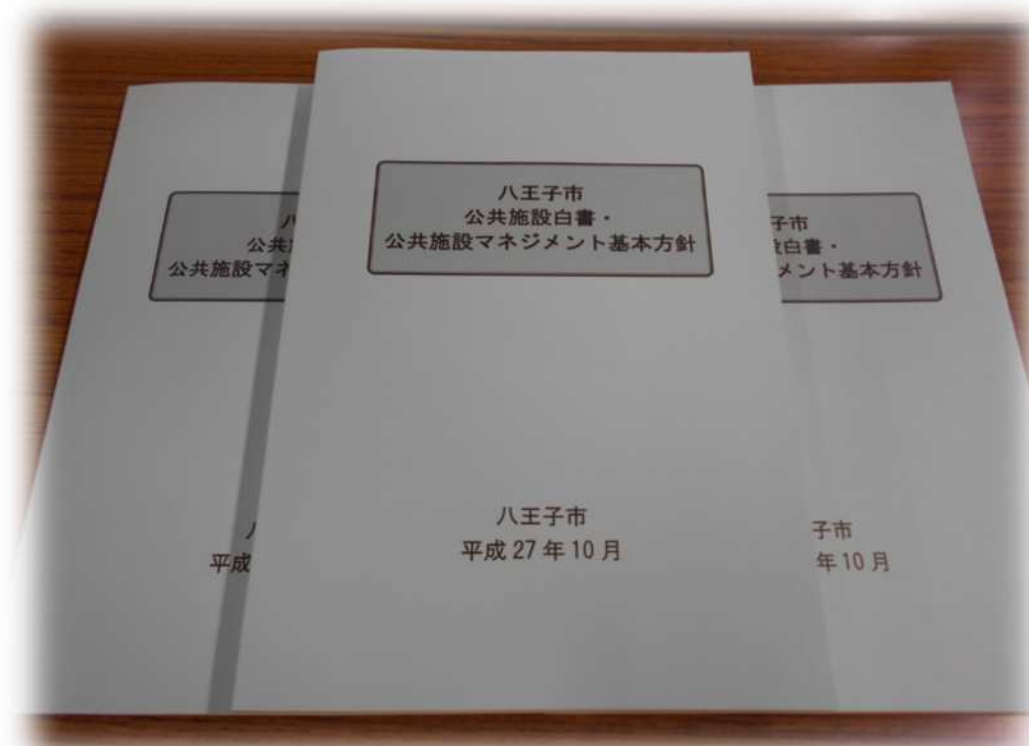 八王子市
公共施設白書・
公共施設マネジメント基本方針
八王子市
平成27年10月
八
公共
公共施設マネ
平成
子市
白書・
メント基本方針
子市
年10月